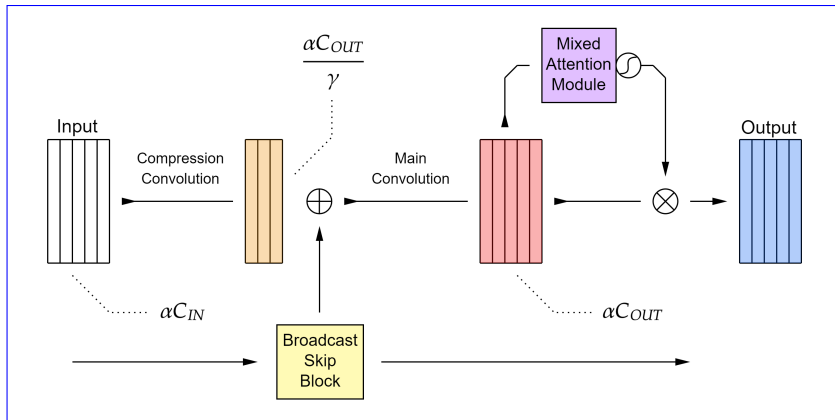 αC_OUT
γ
Mixed
Attention
Module
Input
Output
Compression
Convolution
Main
Convolution
αC_IN
αC_OUT
Broadcast
Skip
Block